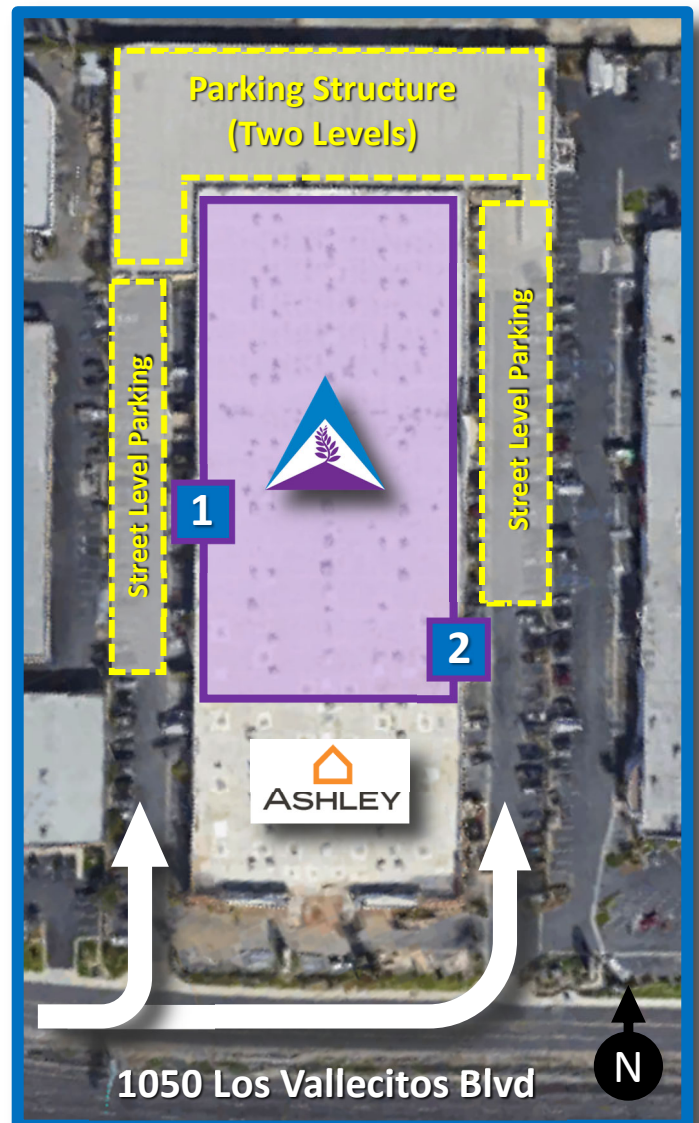 Parking Structure
(Two Levels)
Street Level Parking
Street Level Parking
1
2
ASHLEY
1050 Los Vallecitos Blvd
N